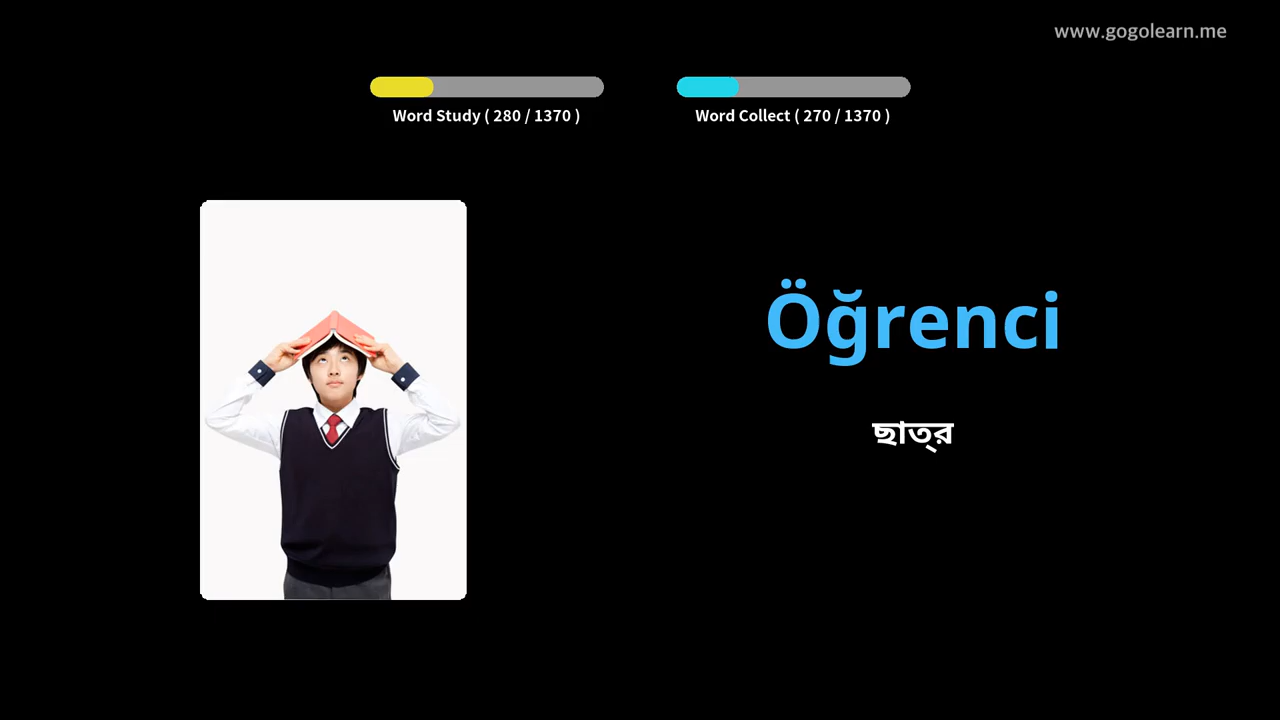 www.gogolearn.me
Word Study ( 280 / 1370 )
Word Collect ( 270 / 1370 )
Öğrenci
ছাত্র